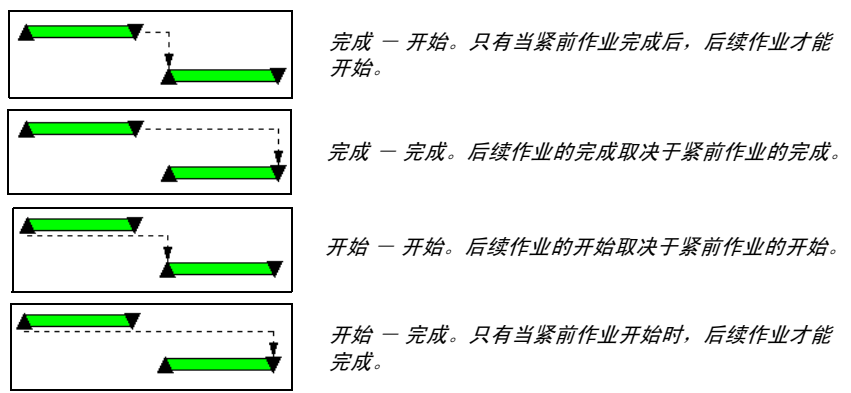 完成 － 开始。只有当紧前作业完成后，后续作业才能
开始。
完成 － 完成。后续作业的完成取决于紧前作业的完成。
开始 － 开始。后续作业的开始取决于紧前作业的开始。
开始 － 完成。只有当紧前作业开始时，后续作业才能
完成。